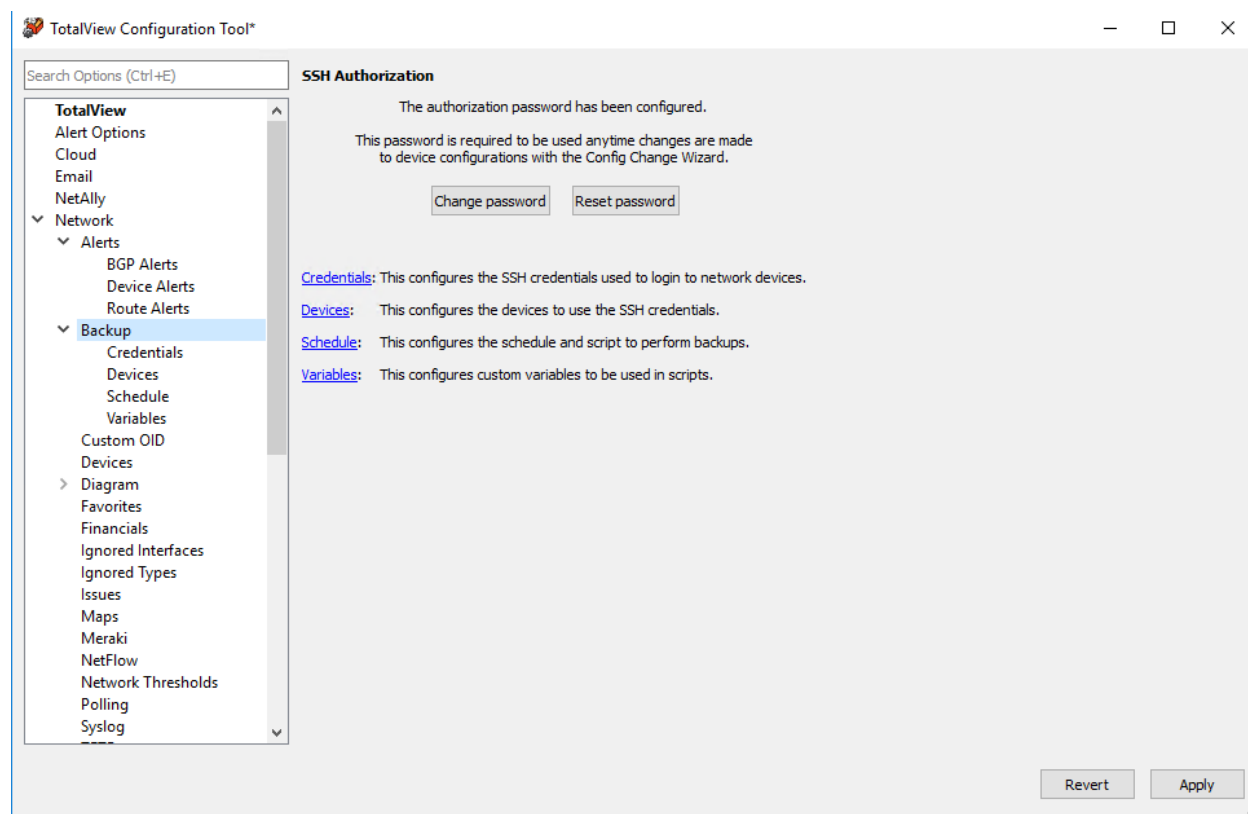 TotalView Configuration Tool*
Search Options (Ctrl+E)
TotalView
Alert Options
Cloud
Email
NetAlly
Network
Alerts
BGP Alerts
Device Alerts
Route Alerts
Backup
Credentials
Devices
Schedule
Variables
Custom OID
Devices
Diagram
Favorites
Financials
Ignored Interfaces
Ignored Types
Issues
Maps
Meraki
NetFlow
Network Thresholds
Polling
Syslog
SSH Authorization
The authorization password has been configured.
This password is required to be used anytime changes are made
to device configurations with the Config Change Wizard.
Change password Reset password
Credentials: This configures the SSH credentials used to login to network devices.
Devices: This configures the devices to use the SSH credentials.
Schedule: This configures the schedule and script to perform backups.
Variables: This configures custom variables to be used in scripts.
Revert Apply